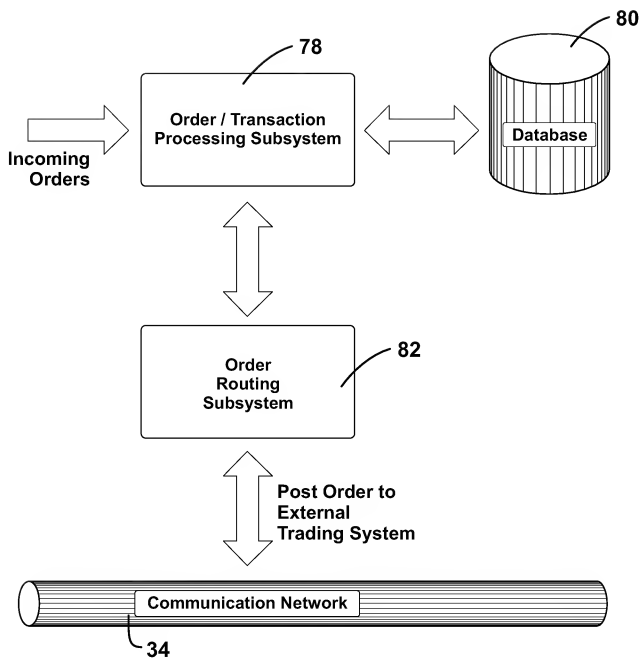 80
78
Order / Transaction
Processing Subsystem
Database
Incoming
Orders
82
Order
Routing
Subsystem
Post Order to
External
Trading System
Communication Network
34